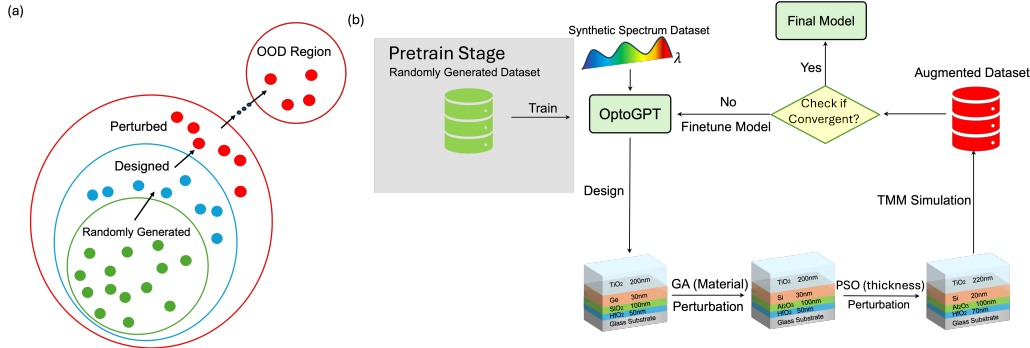 (a)
OOD Region
Perturbed
Designed
Randomly Generated
(b)
Pretrain Stage
Randomly Generated Dataset
Train
Synthetic Spectrum Dataset
λ
OptoGPT
Design
No
Finetune Model
Final Model
Yes
Check if
Convergent?
Augmented Dataset
TMM Simulation
TiO₂ 200nm
Ge 30nm
SiO₂ 100nm
HfO₂ 50nm
Glass Substrate
GA (Material)
Perturbation
TiO₂ 200nm
Si 30nm
Al₂O₃ 100nm
HfO₂ 50nm
Glass Substrate
PSO (thickness)
Perturbation
TiO₂ 220nm
Si 20nm
Al₂O₃ 100nm
HfO₂ 70nm
Glass Substrate